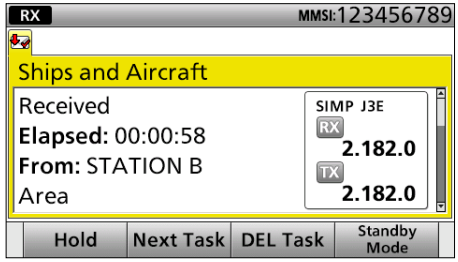 RX MMSI:123456789
Ships and Aircraft
Received
Elapsed: 00:00:58
From: STATION B
Area
SIMP J3E
RX
2.182.0
TX
2.182.0
Hold Next Task DEL Task Standby Mode